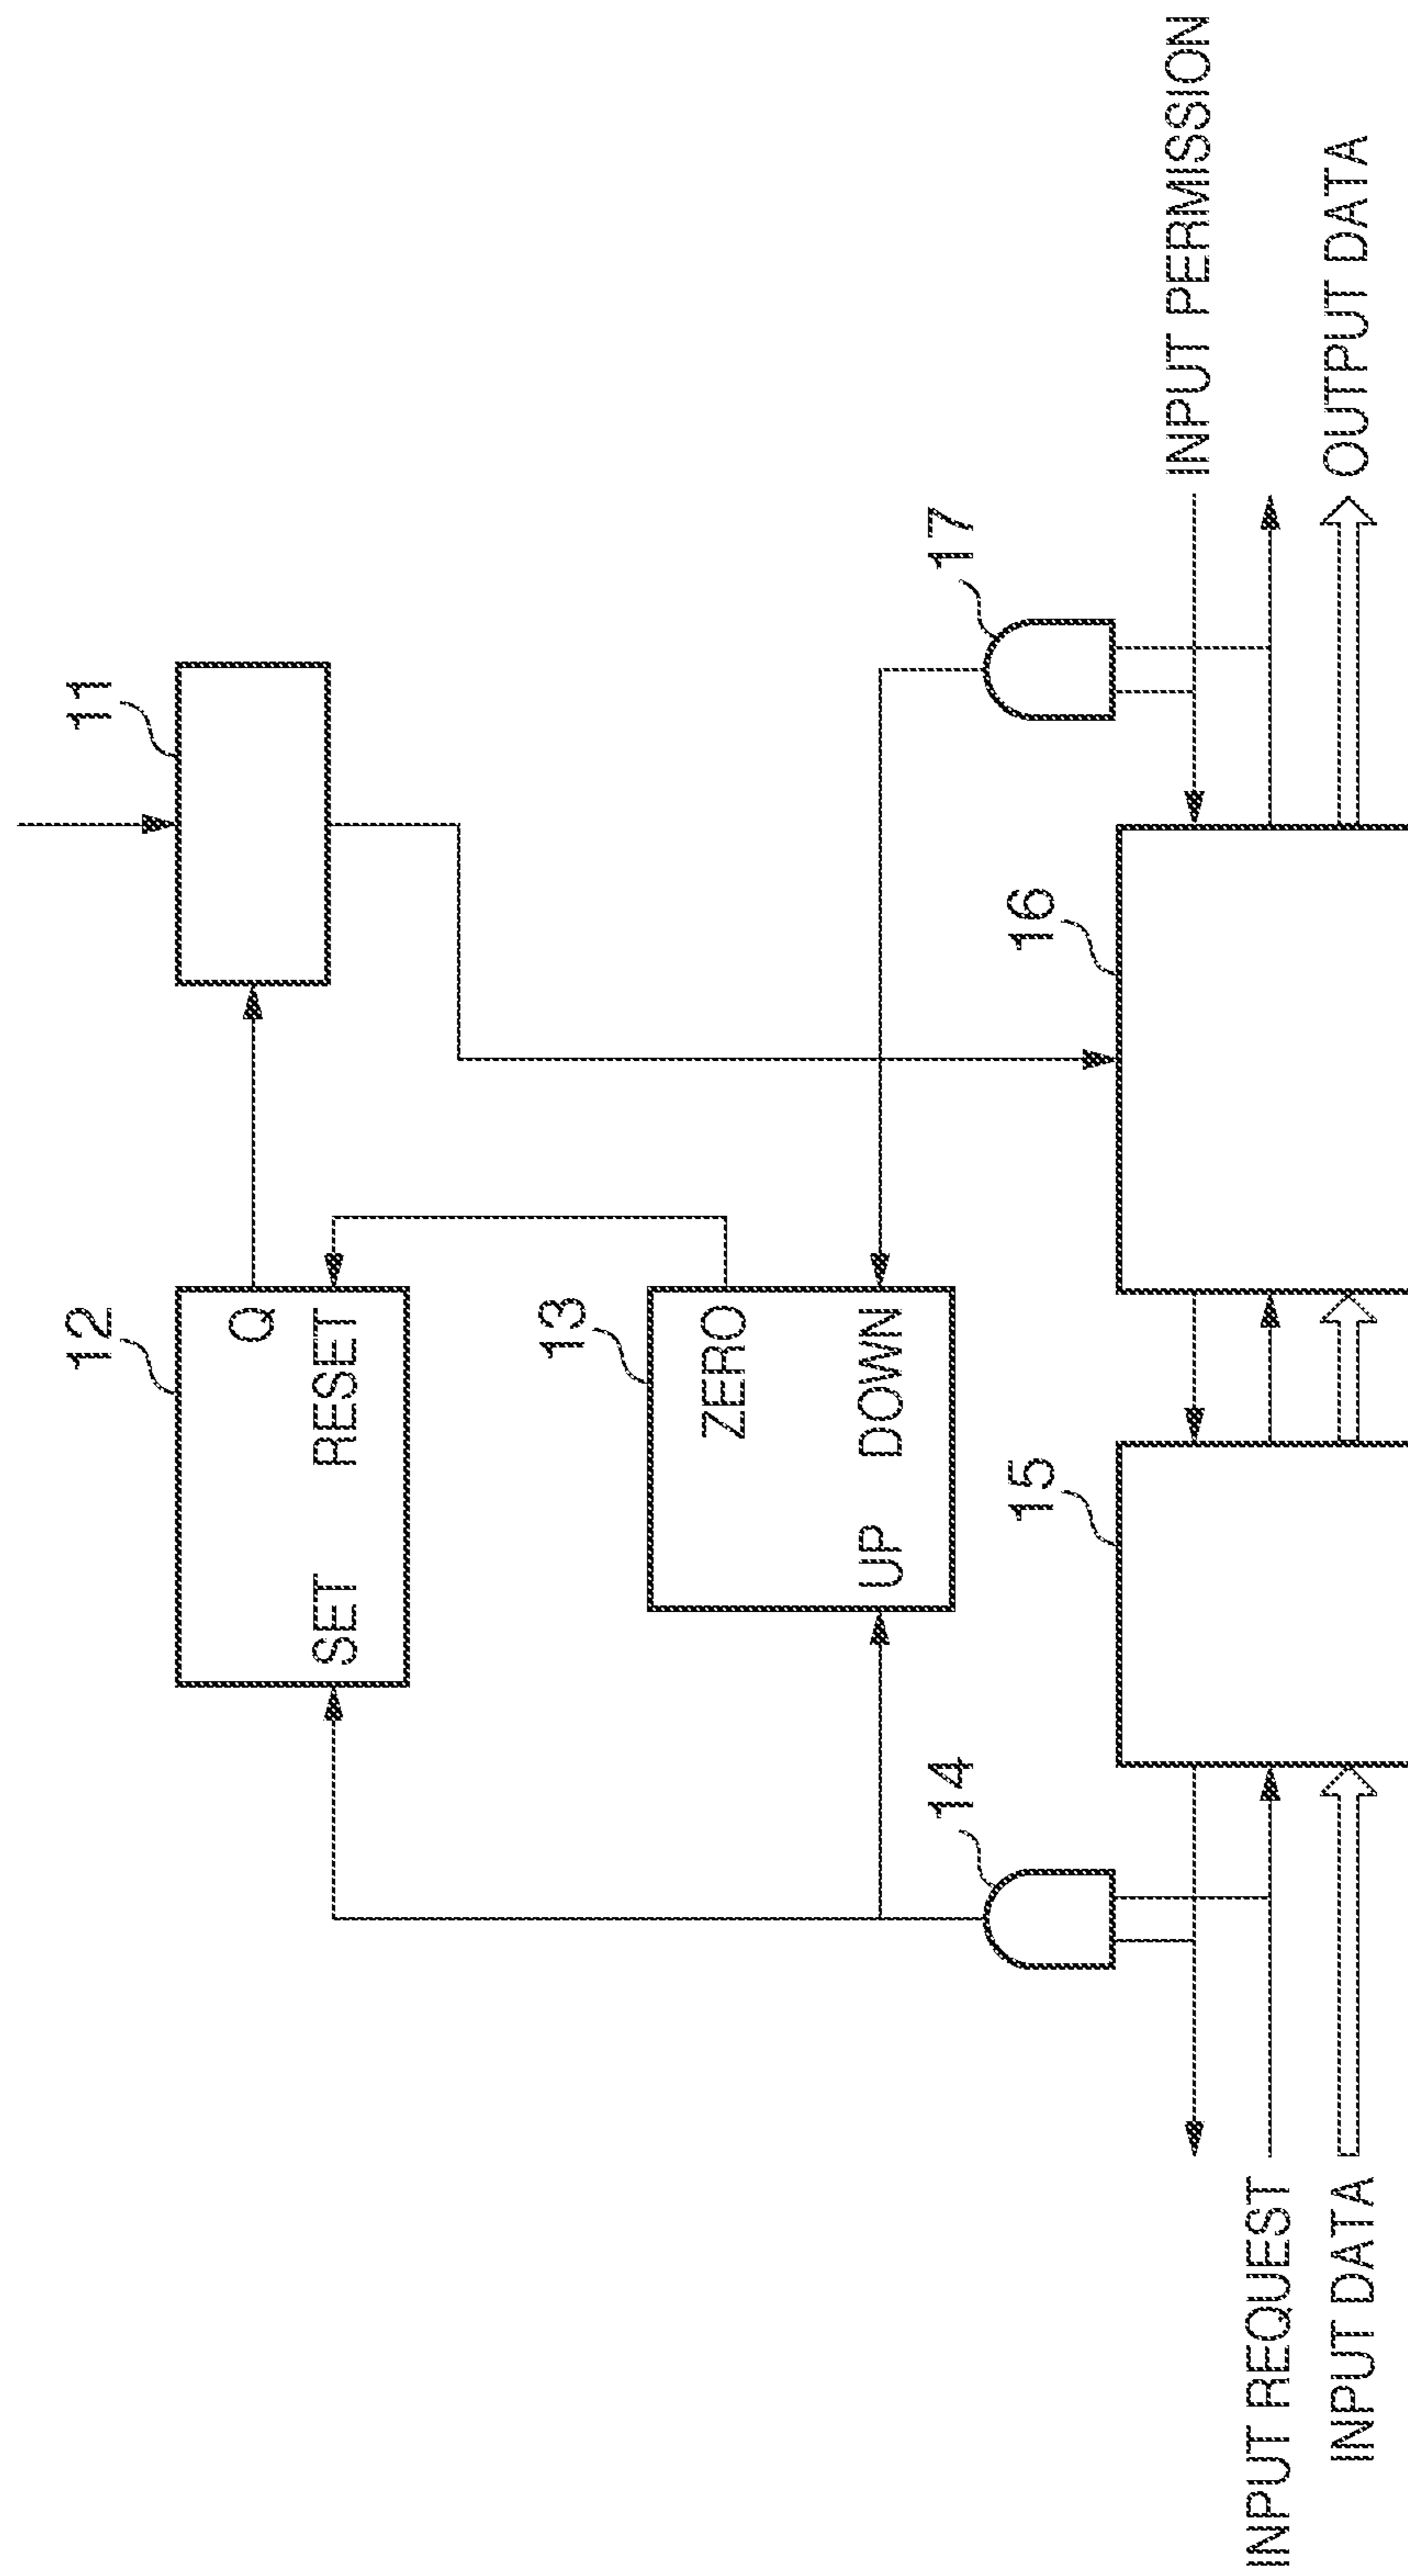 11
12
Q
SET
RESET
13
ZERO
UP
DOWN
14
17
15
16
INPUT PERMISSION
INPUT REQUEST
INPUT DATA
OUTPUT DATA